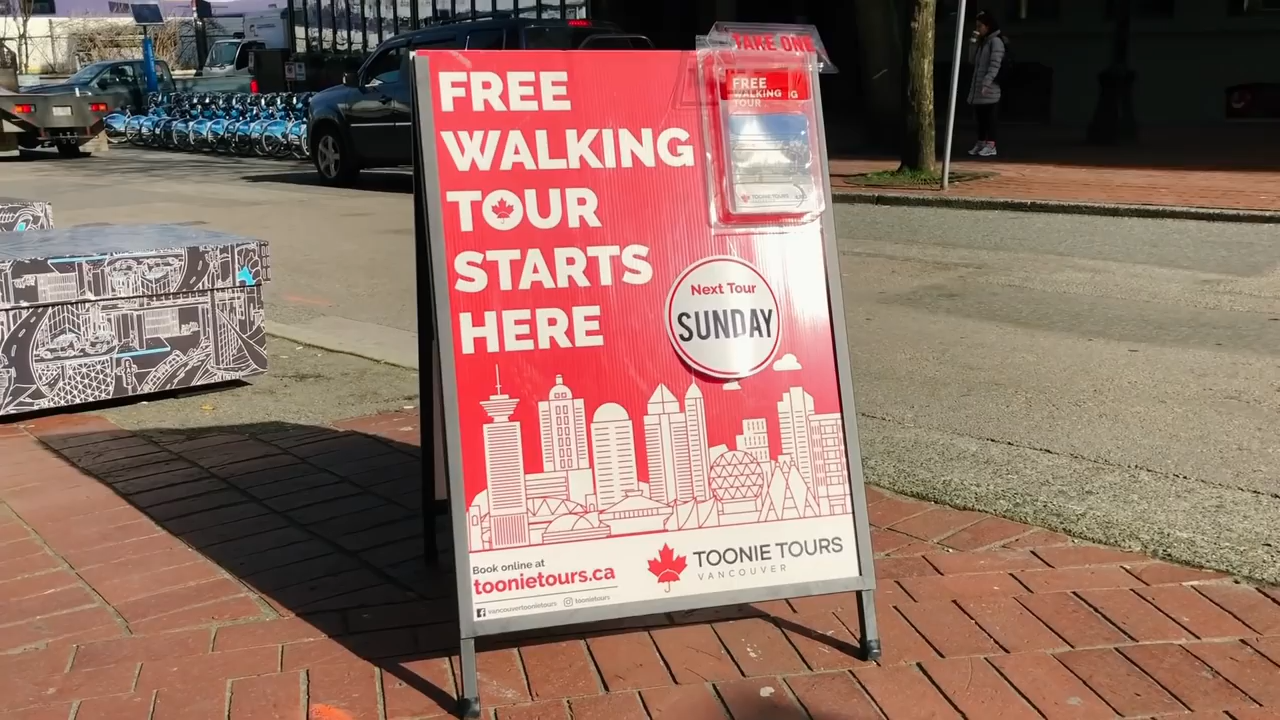 FREE
WALKING
TOUR
STARTS
HERE
TAKE ONE
FREE
WALKING
TOUR
TOONIE TOURS
Next Tour
SUNDAY
Book online at
toonietours.ca
vancouvertoonietours toonietours
TOONIE TOURS
VANCOUVER